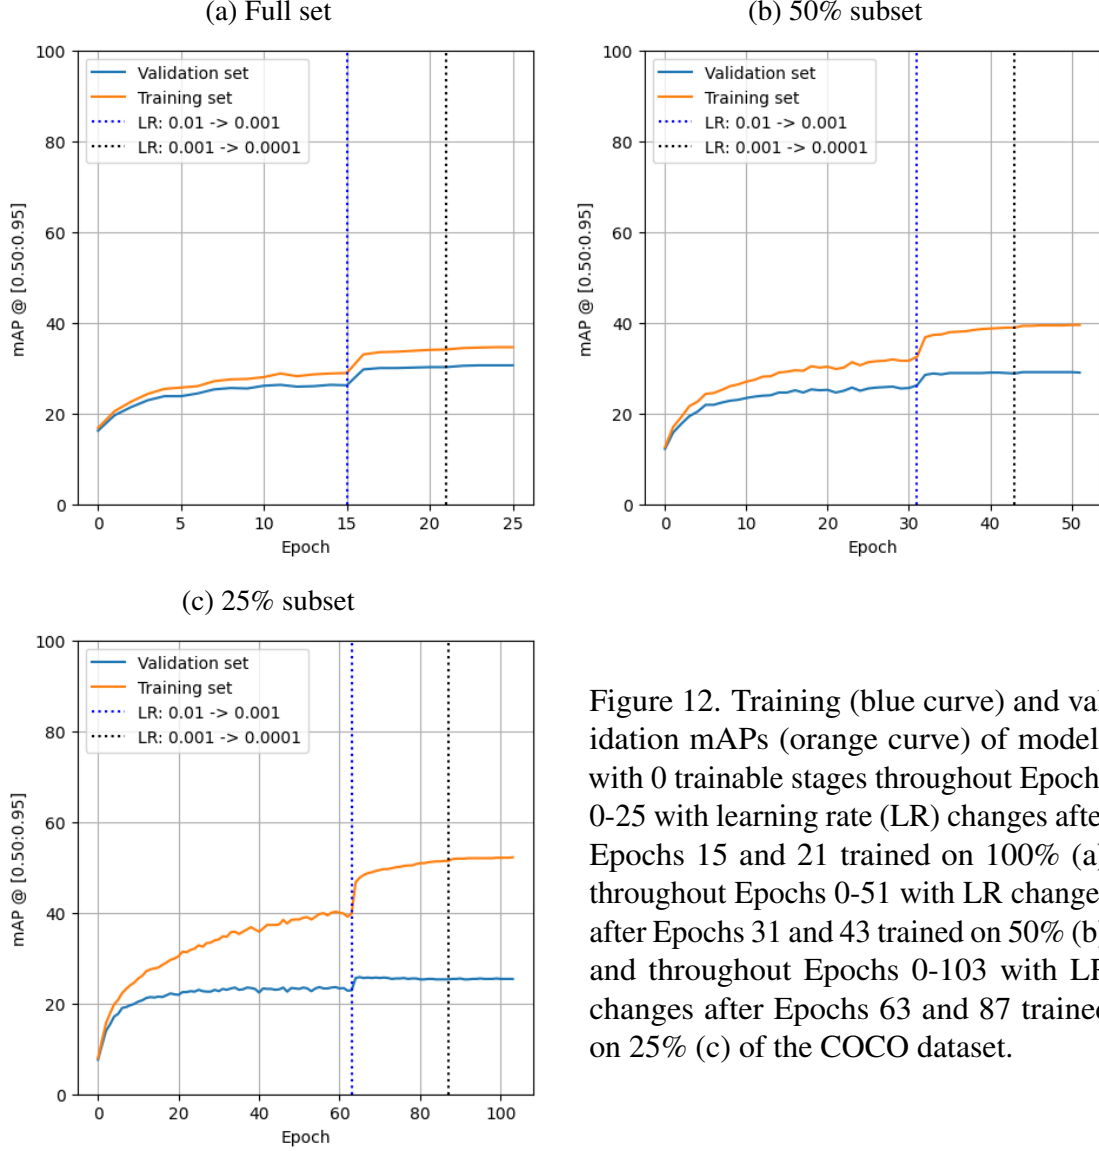 (a) Full set
100
80
60
40
20
0
mAP @ [0.50:0.95]
Validation set
Training set
LR: 0.01 -> 0.001
LR: 0.001 -> 0.0001
0 5 10 15 20 25
Epoch
(b) 50% subset
100
80
60
40
20
0
mAP @ [0.50:0.95]
Validation set
Training set
LR: 0.01 -> 0.001
LR: 0.001 -> 0.0001
0 10 20 30 40 50
Epoch
(c) 25% subset
100
80
60
40
20
0
mAP @ [0.50:0.95]
Validation set
Training set
LR: 0.01 -> 0.001
LR: 0.001 -> 0.0001
0 20 40 60 80 100
Epoch
Figure 12. Training (blue curve) and val
idation mAPs (orange curve) of model
with 0 trainable stages throughout Epoch
0-25 with learning rate (LR) changes afte
Epochs 15 and 21 trained on 100% (a)
throughout Epochs 0-51 with LR change
after Epochs 31 and 43 trained on 50% (b)
and throughout Epochs 0-103 with LR
changes after Epochs 63 and 87 trained
on 25% (c) of the COCO dataset.